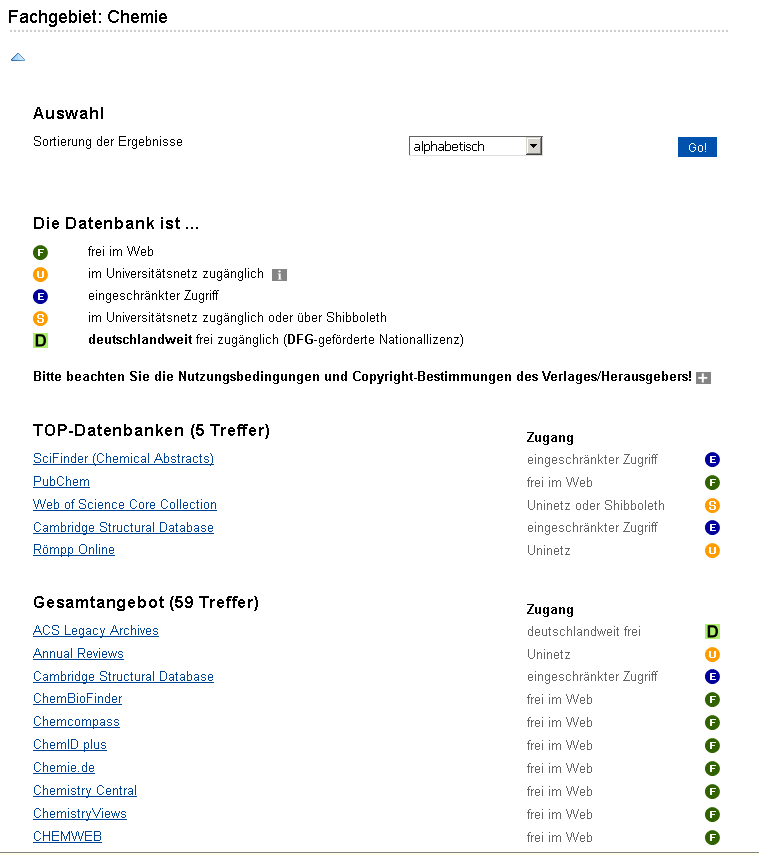 Fachgebiet: Chemie
Auswahl
Sortierung der Ergebnisse alphabetisch Go!
Die Datenbank ist ...
F frei im Web
U im Universitätsnetz zugänglich i
E eingeschränkter Zugriff
S im Universitätsnetz zugänglich oder über Shibboleth
D deutschlandweit frei zugänglich (DFG-geförderte Nationallizenz)
Bitte beachten Sie die Nutzungsbedingungen und Copyright-Bestimmungen des Verlages/Herausgebers! +
TOP-Datenbanken (5 Treffer) Zugang
SciFinder (Chemical Abstracts) eingeschränkter Zugriff E
PubChem frei im Web F
Web of Science Core Collection Uninetz oder Shibboleth S
Cambridge Structural Database eingeschränkter Zugriff E
Römpp Online Uninetz U
Gesamtangebot (59 Treffer) Zugang
ACS Legacy Archives deutschlandweit frei D
Annual Reviews Uninetz U
Cambridge Structural Database eingeschränkter Zugriff E
ChemBioFinder frei im Web F
Chemcompass frei im Web F
ChemID plus frei im Web F
Chemie.de frei im Web F
Chemistry Central frei im Web F
ChemistryViews frei im Web F
CHEMWEB frei im Web F